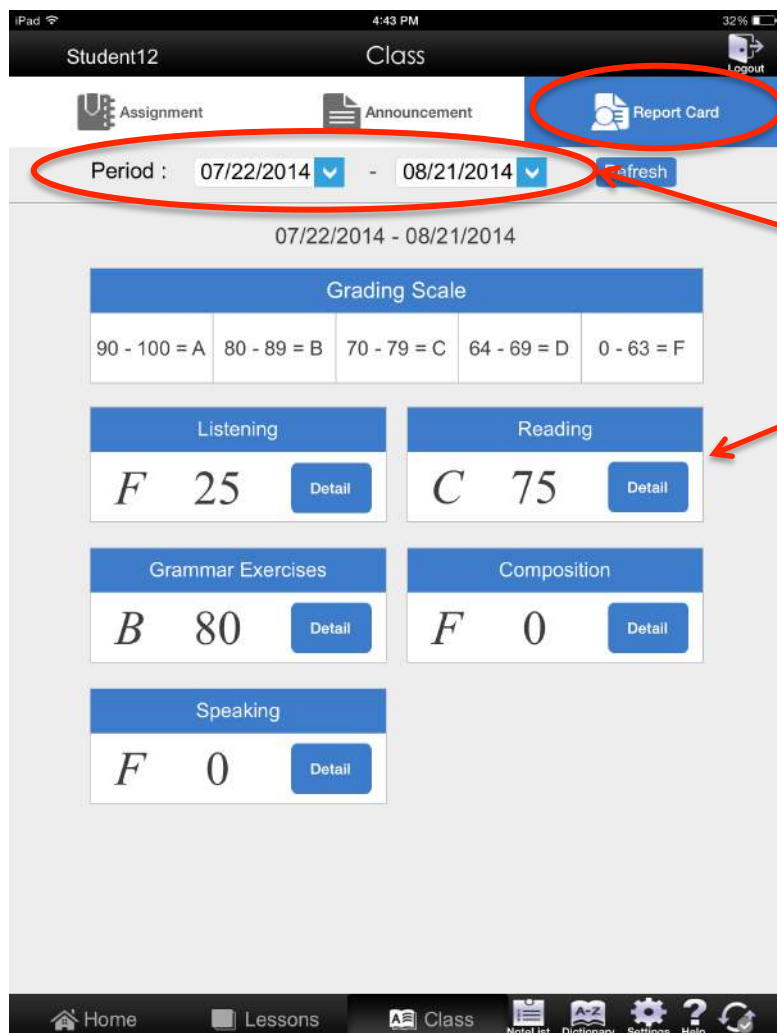 iPad 4:43 PM 32%
Student12 Class Logout
Assignment Announcement Report Card
Period : 07/22/2014 - 08/21/2014 Refresh
07/22/2014 - 08/21/2014
Grading Scale
90 - 100 = A 80 - 89 = B 70 - 79 = C 64 - 69 = D 0 - 63 = F
Listening Reading
F 25 Detail C 75 Detail
Grammar Exercises Composition
B 80 Detail F 0 Detail
Speaking
F 0 Detail
Home Lessons Class NoteList Dictionary Settings Help